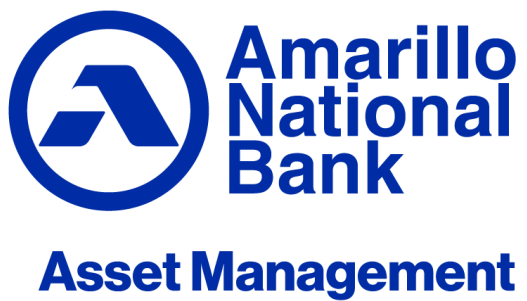 Amarillo
National
Bank
Asset Management